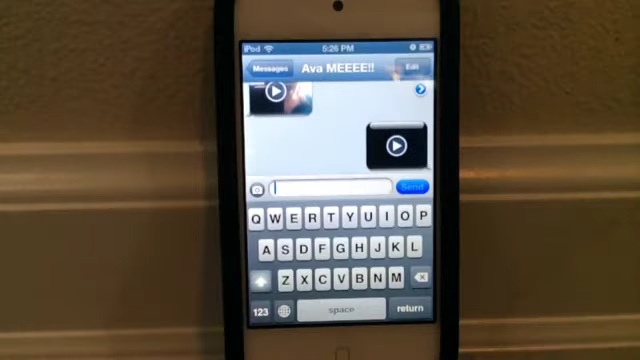 iPod 5:26 PM
Messages Ava MEEEE!! Edit
Send
Q W E R T Y U I O P
A S D F G H J K L
Z X C V B N M
123 space return